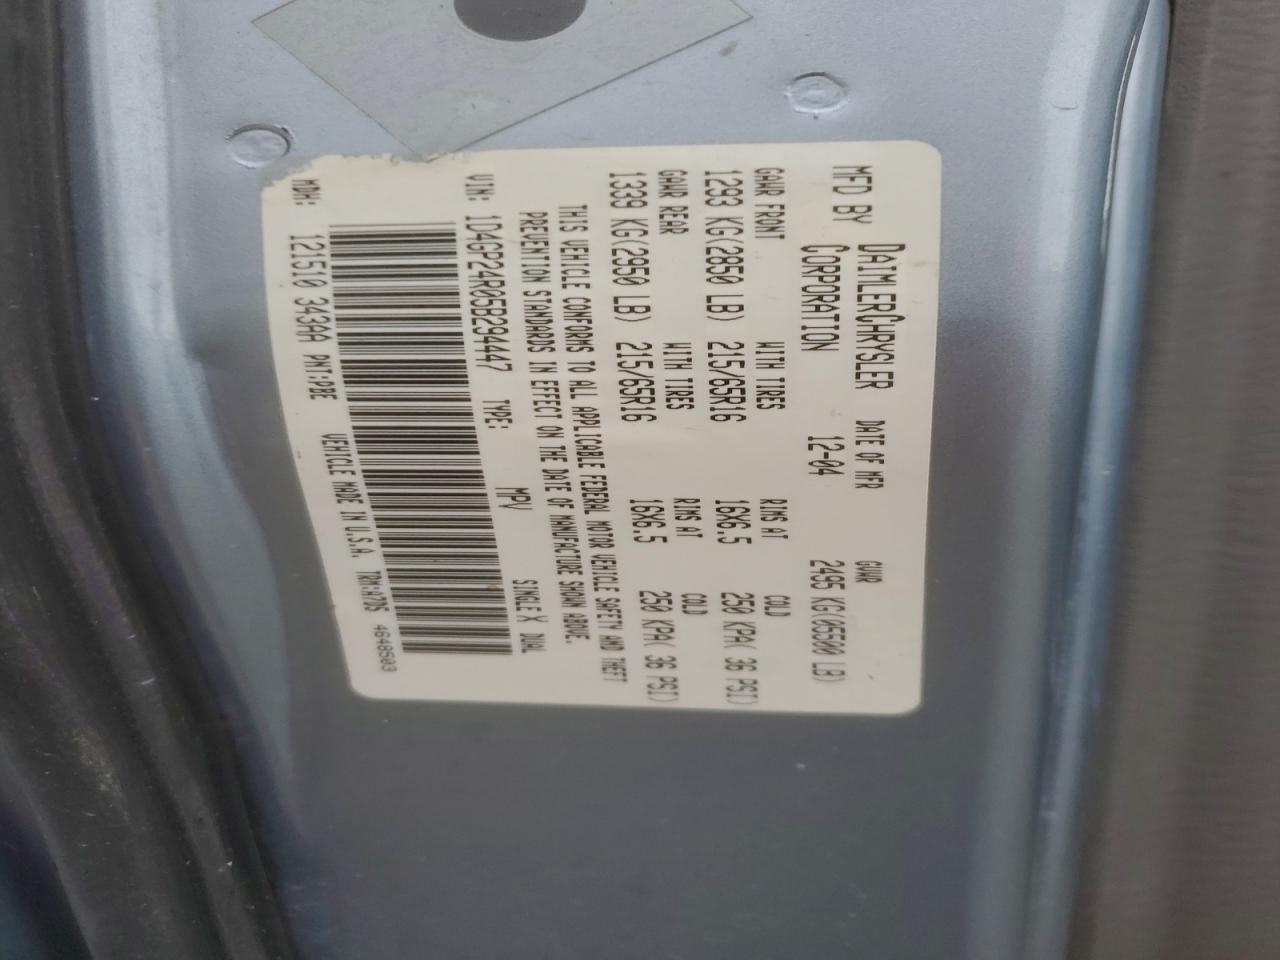 MFD BY DAIMLERCHRYSLER CORPORATION DATE OF MFR 12-04 GVWR 2495 KG(05500 LB)
GAWR FRONT WITH TIRES RIMS AT COLD
1293 KG(2850 LB) 215/65R16 16X6.5 250 KPA( 36 PSI)
GAWR REAR WITH TIRES RIMS AT COLD
1339 KG(2950 LB) 215/65R16 16X6.5 250 KPA( 36 PSI)
THIS VEHICLE CONFORMS TO ALL APPLICABLE FEDERAL MOTOR VEHICLE SAFETY AND THEFT
PREVENTION STANDARDS IN EFFECT ON THE DATE OF MANUFACTURE SHOWN ABOVE.
VIN: 1D4GP24R05B294447 TYPE: MPV SINGLE X DUAL
MDH: 121510 343AA PNT:PBE VEHICLE MADE IN U.S.A. TRM:A7D5 4648503